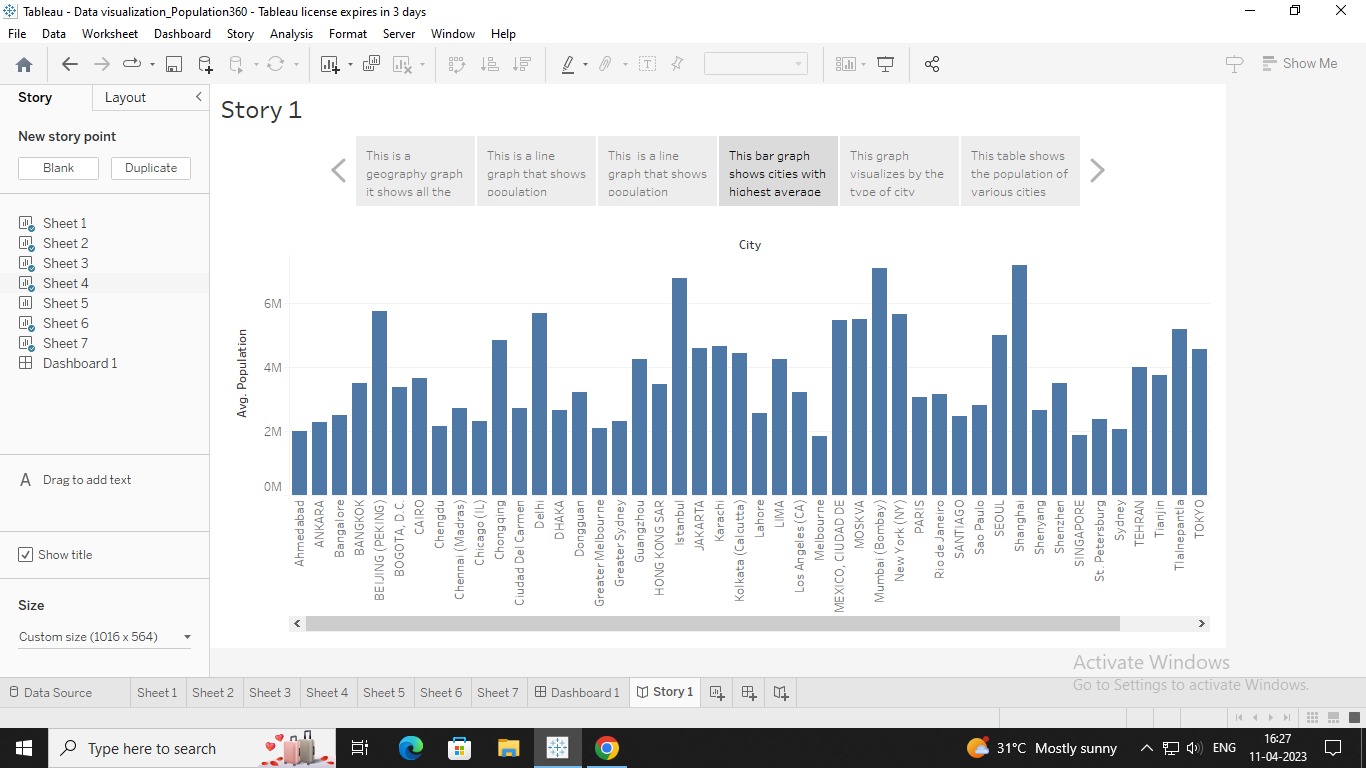 Tableau - Data visualization_Population360 - Tableau license expires in 3 days
File Data Worksheet Dashboard Story Analysis Format Server Window Help
Show Me
Story Layout
New story point
Blank Duplicate
Sheet 1
Sheet 2
Sheet 3
Sheet 4
Sheet 5
Sheet 6
Sheet 7
Dashboard 1
A Drag to add text
Show title
Size
Custom size (1016 x 564)
Story 1
This is a
geography graph
it shows all the
This is a line
graph that shows
population
This is a line
graph that shows
population
This bar graph
shows cities with
highest average
This graph
visualizes by the
type of city
This table shows
the population of
various cities
City
Avg. Population
6M
4M
2M
0M
Ahmedabad
ANKARA
Bangalore
BANGKOK
BEIJING (PEKING)
BOGOTA, D.C.
CAIRO
Chengdu
Chennai (Madras)
Chicago (IL)
Chongqing
Ciudad Del Carmen
Delhi
DHAKA
Dongguan
Greater Melbourne
Greater Sydney
Guangzhou
HONG KONG SAR
Istanbul
JAKARTA
Karachi
Kolkata (Calcutta)
Lahore
LIMA
Los Angeles (CA)
Melbourne
MEXICO, CIUDAD DE
MOSKVA
Mumbai (Bombay)
New York (NY)
PARIS
Rio de Janeiro
SANTIAGO
Sao Paulo
SEOUL
Shanghai
Shenyang
Shenzhen
SINGAPORE
St. Petersburg
Sydney
TEHRAN
Tianjin
Tlalnepantla
TOKYO
Activate Windows
Go to Settings to activate Windows.
Data Source Sheet 1 Sheet 2 Sheet 3 Sheet 4 Sheet 5 Sheet 6 Sheet 7 Dashboard 1 Story 1
Type here to search
31°C Mostly sunny
ENG
16:27
11-04-2023